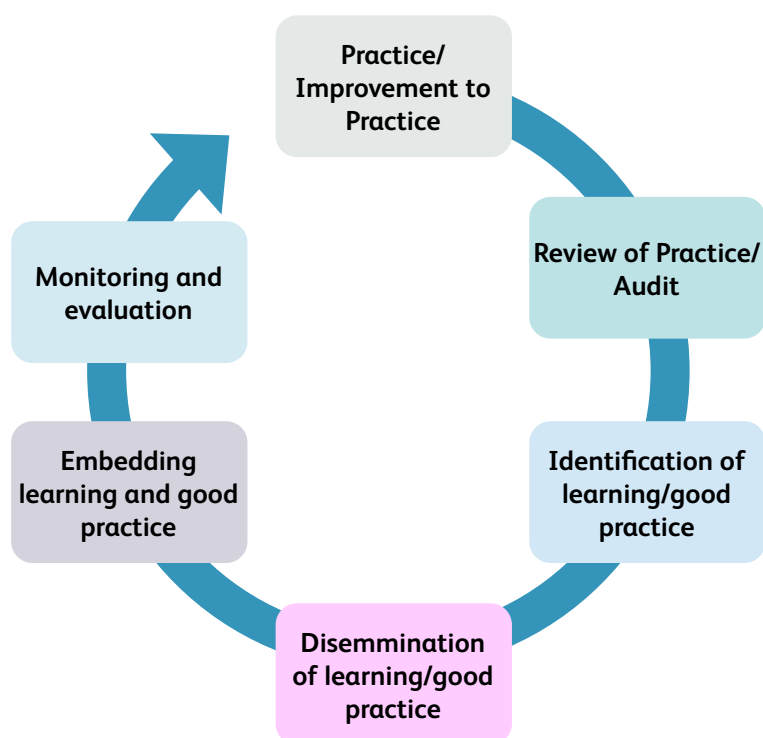 Practice/
Improvement to
Practice
Review of Practice/
Audit
Identification of
learning/good
practice
Disemmination
of learning/good
practice
Embedding
learning and good
practice
Monitoring and
evaluation